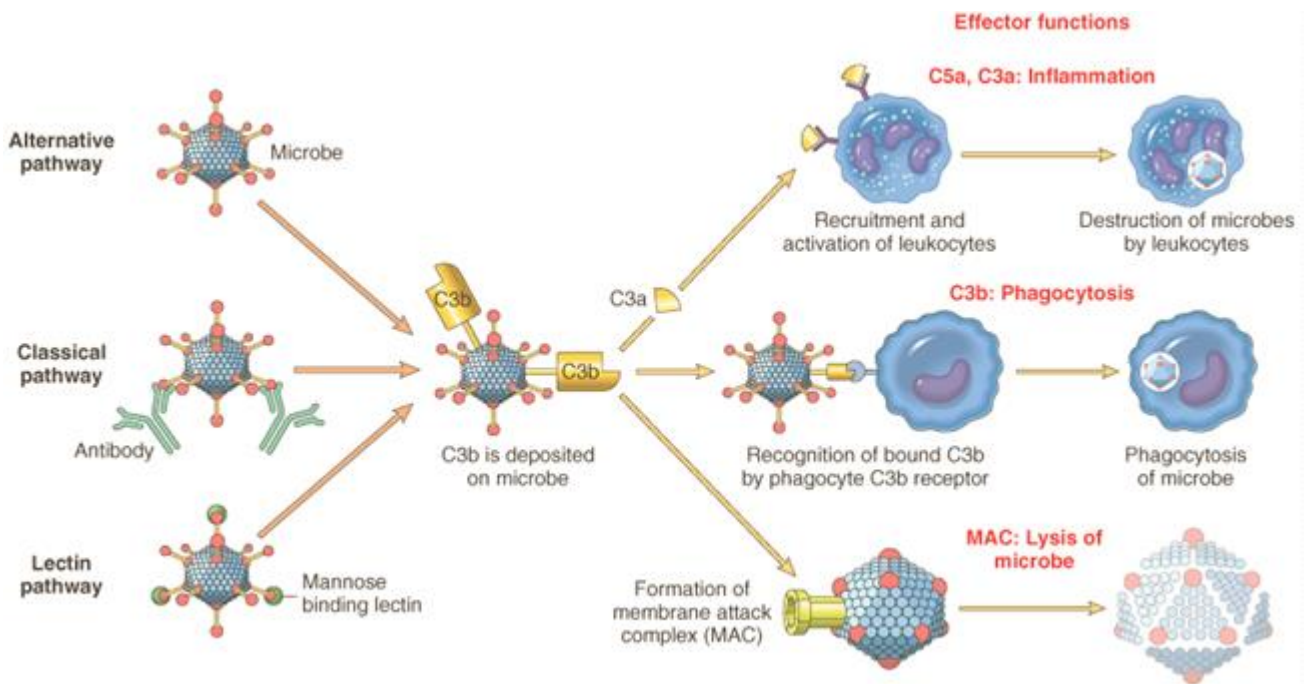 Effector functions
C5a, C3a: Inflammation
Alternative
pathway
Microbe
Recruitment and
activation of leukocytes
Destruction of microbes
by leukocytes
C3b
C3a
C3b: Phagocytosis
Classical
pathway
C3b
Antibody
C3b is deposited
on microbe
Recognition of bound C3b
by phagocyte C3b receptor
Phagocytosis
of microbe
Lectin
pathway
Mannose
binding lectin
Formation of
membrane attack
complex (MAC)
MAC: Lysis of
microbe